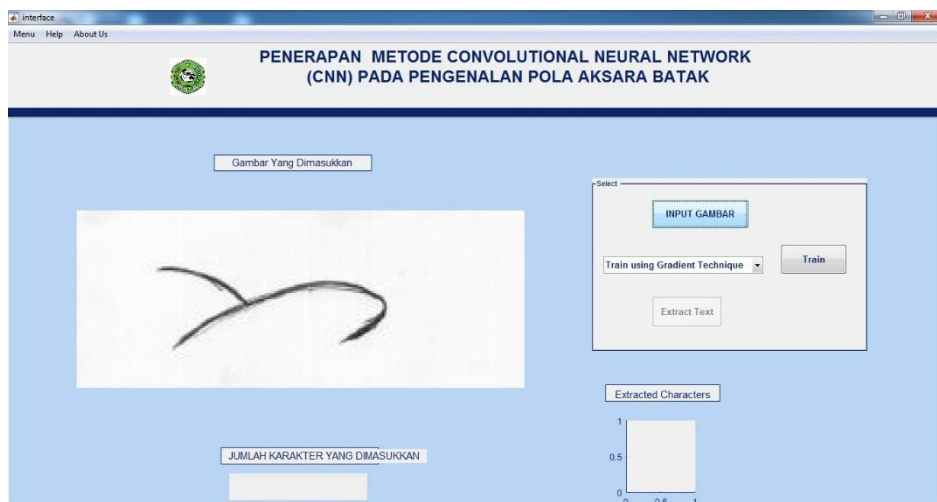 interface
Menu Help About Us
PENERAPAN METODE CONVOLUTIONAL NEURAL NETWORK
(CNN) PADA PENGENALAN POLA AKSARA BATAK
Gambar Yang Dimasukkan
Select
INPUT GAMBAR
Train using Gradient Technique
Train
Extract Text
Extracted Characters
1
0.5
0
0 0.5 1
JUMLAH KARAKTER YANG DIMASUKKAN